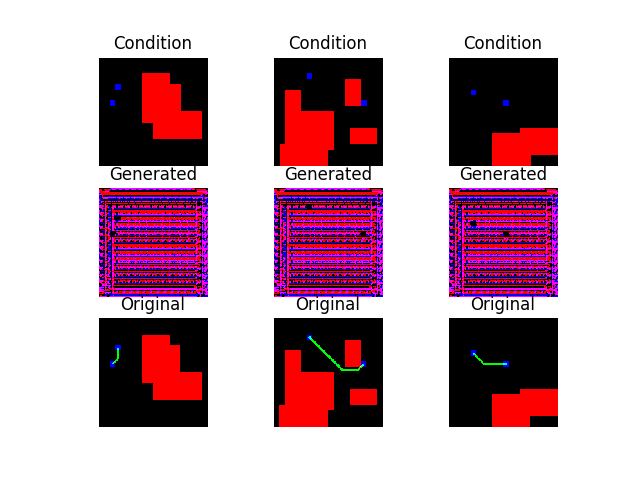 Condition
Condition
Condition
Generated
Generated
Generated
Original
Original
Original